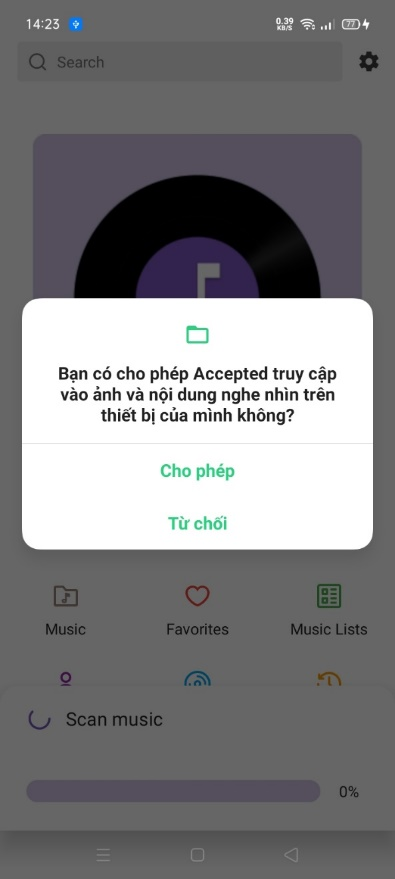 14:23
0.39 KB/S
77
Search
Bạn có cho phép Accepted truy cập
vào ảnh và nội dung nghe nhìn trên
thiết bị của mình không?
Cho phép
Từ chối
Music
Favorites
Music Lists
Scan music
0%